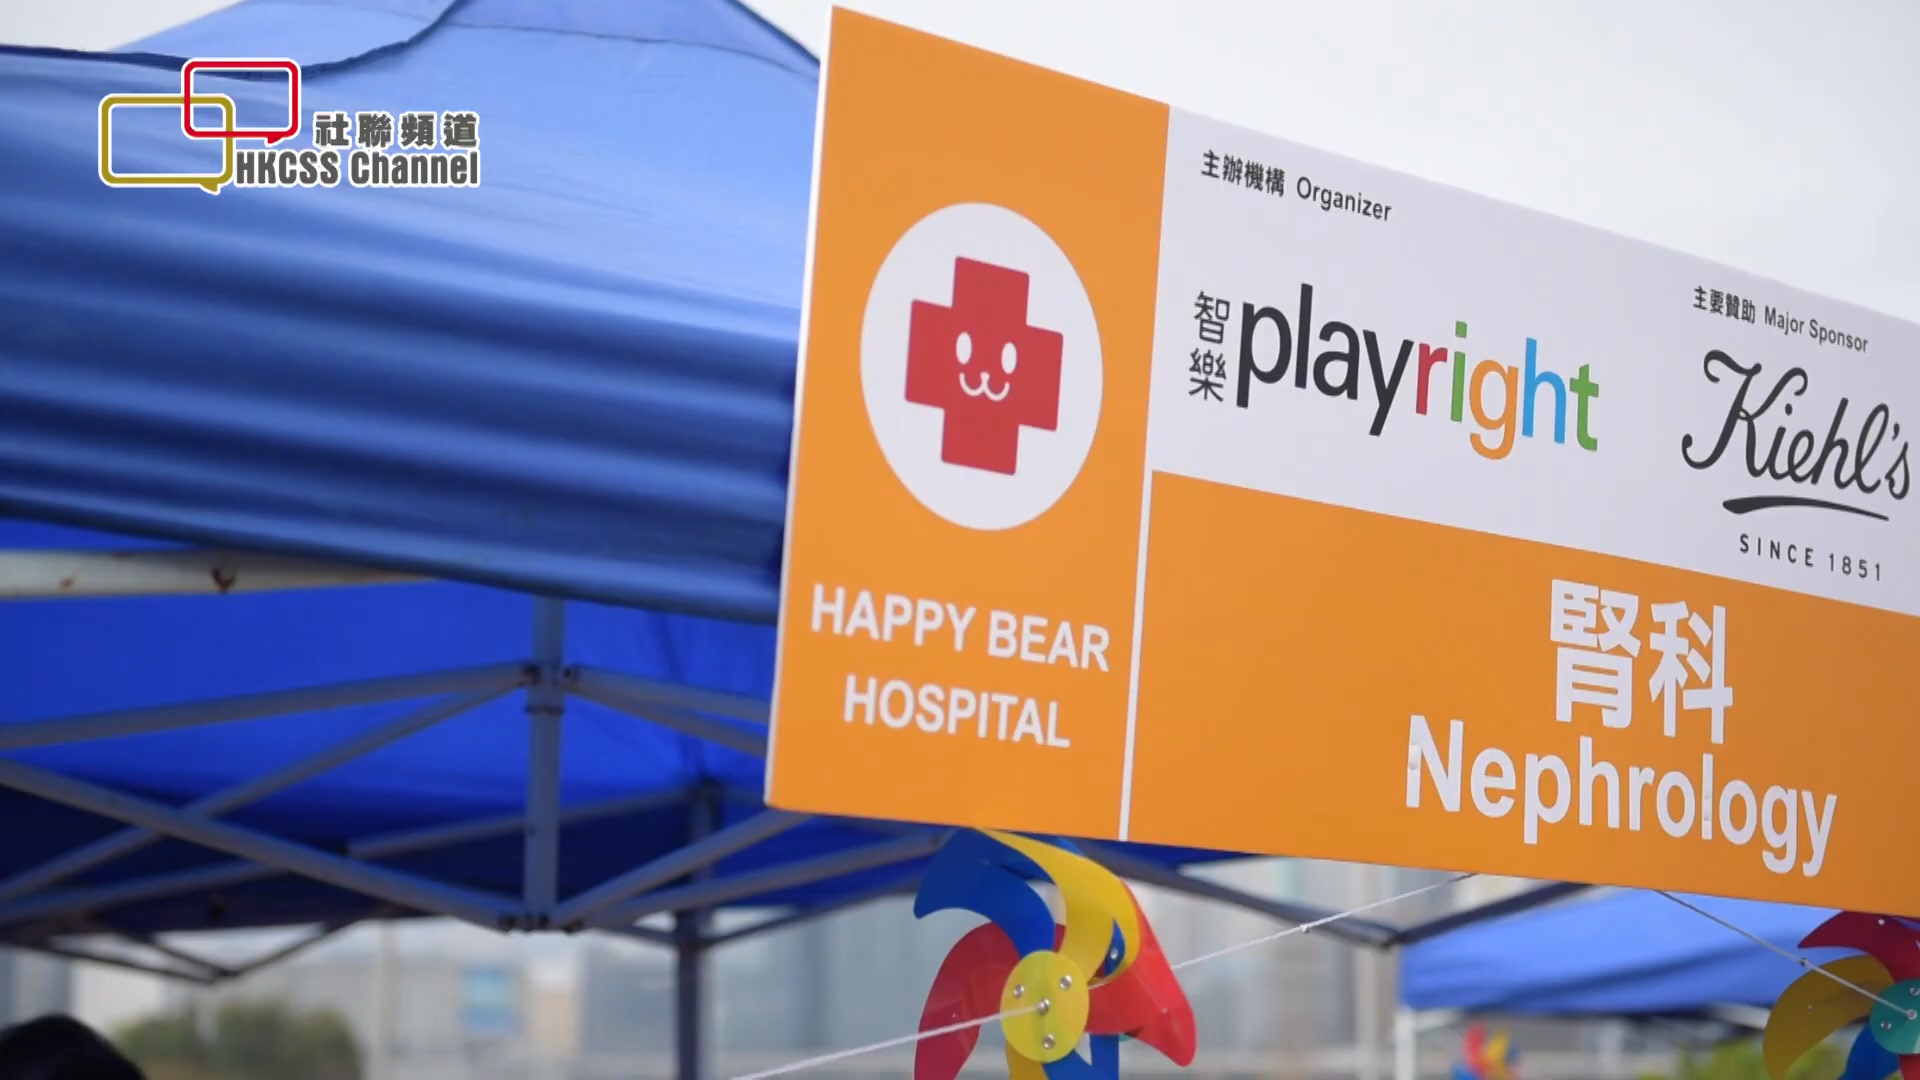 社聯頻道
HKCSS Channel
主辦機構 Organizer
智樂 playright
主要贊助 Major Sponsor
Kiehl's
SINCE 1851
HAPPY BEAR
HOSPITAL
腎科
Nephrology